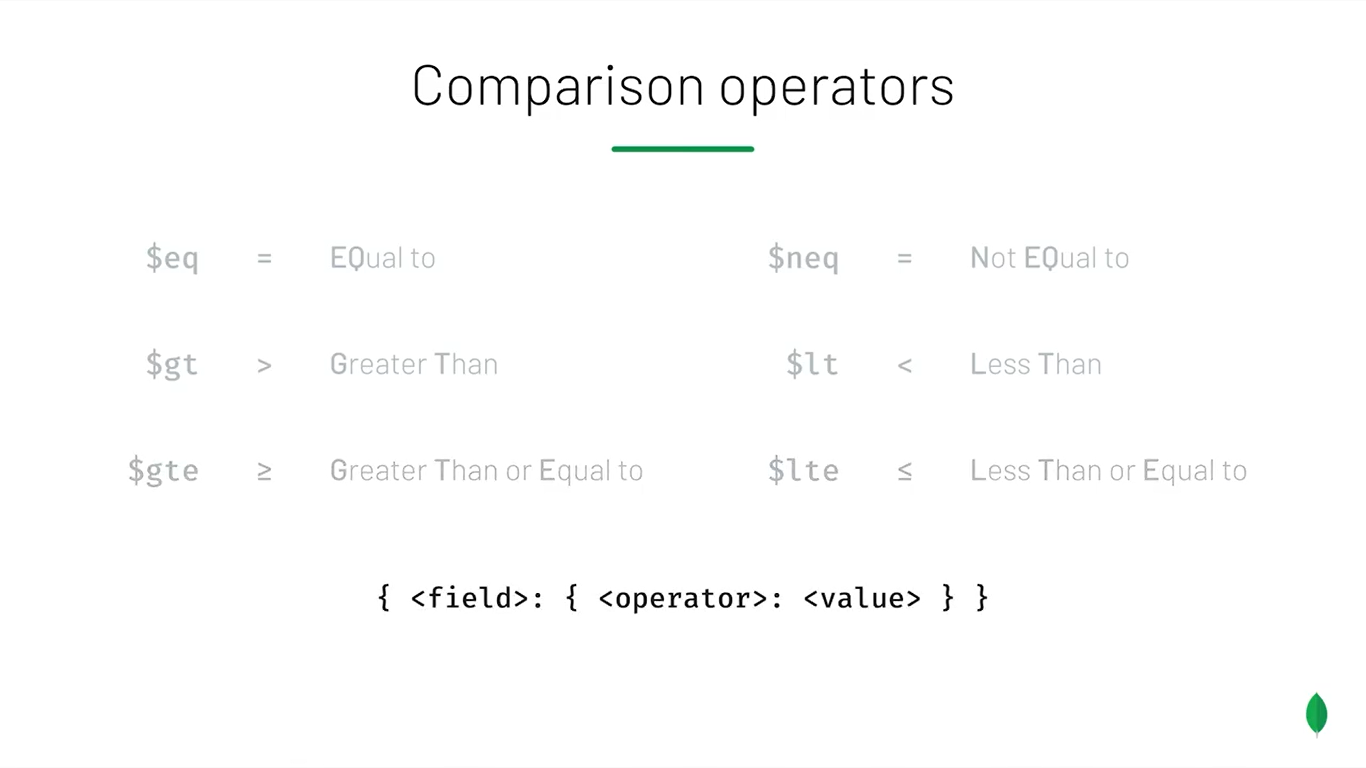 Comparison operators
$eq = EQual to $neq = Not EQual to
$gt > Greater Than $lt < Less Than
$gte ≥ Greater Than or Equal to $lte ≤ Less Than or Equal to
{ <field>: { <operator>: <value> } }